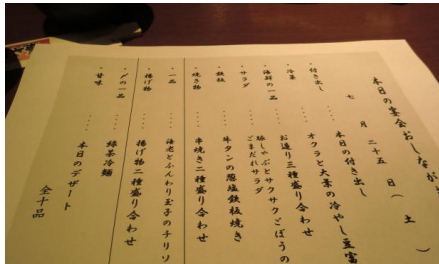 本日の宴会おしなが
七月二十五日(土)
・付き出し……本日の付き出し
・冷菜……オクラと大葉の冷やし豆富
・海鮮の一品……お造り三種盛り合わせ
・サラダ……豚しゃぶとサクサクごぼうの
ごまだれサラダ
・鉄板……牛タンの葱塩鉄板焼き
・焼き物……串焼き二種盛り合わせ
・一品……海老とふんわり玉子のチリソ
・揚げ物……揚げ物二種盛り合わせ
・〆の一品……緑茶冷麺
・甘味……本日のデザート
全十品